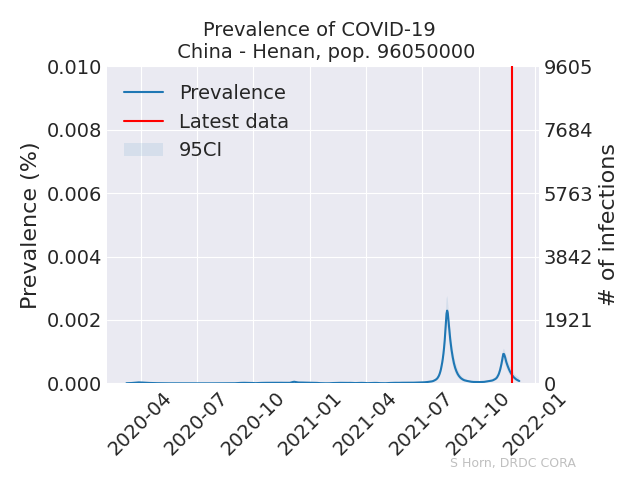 Prevalence of COVID-19
China - Henan, pop. 96050000
Prevalence
Latest data
95CI
Prevalence (%)
0.010
0.008
0.006
0.004
0.002
0.000
9605
7684
5763
3842
1921
0
# of infections
2020-04
2020-07
2020-10
2021-01
2021-04
2021-07
2021-10
2022-01
S Horn, DRDC CORA